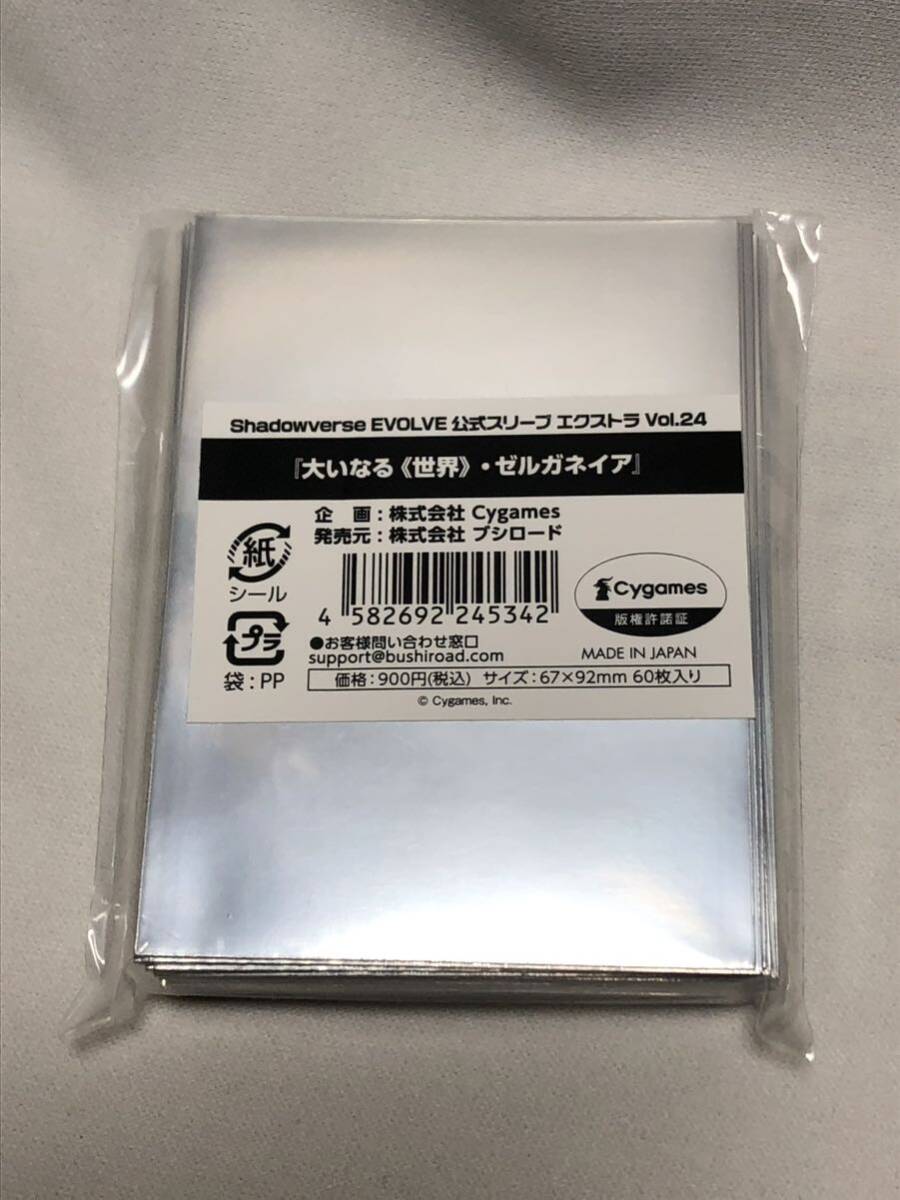 Shadowverse EVOLVE 公式スリーブ エクストラ Vol.24
『大いなる《世界》・ゼルガネイア』
企 画：株式会社 Cygames
発売元：株式会社 ブシロード
紙
シール
4 582692 245342
Cygames
版権許諾証
プラ
●お客様問い合わせ窓口
support@bushiroad.com
MADE IN JAPAN
袋：PP
価格：900円(税込) サイズ：67×92mm 60枚入り
© Cygames, Inc.